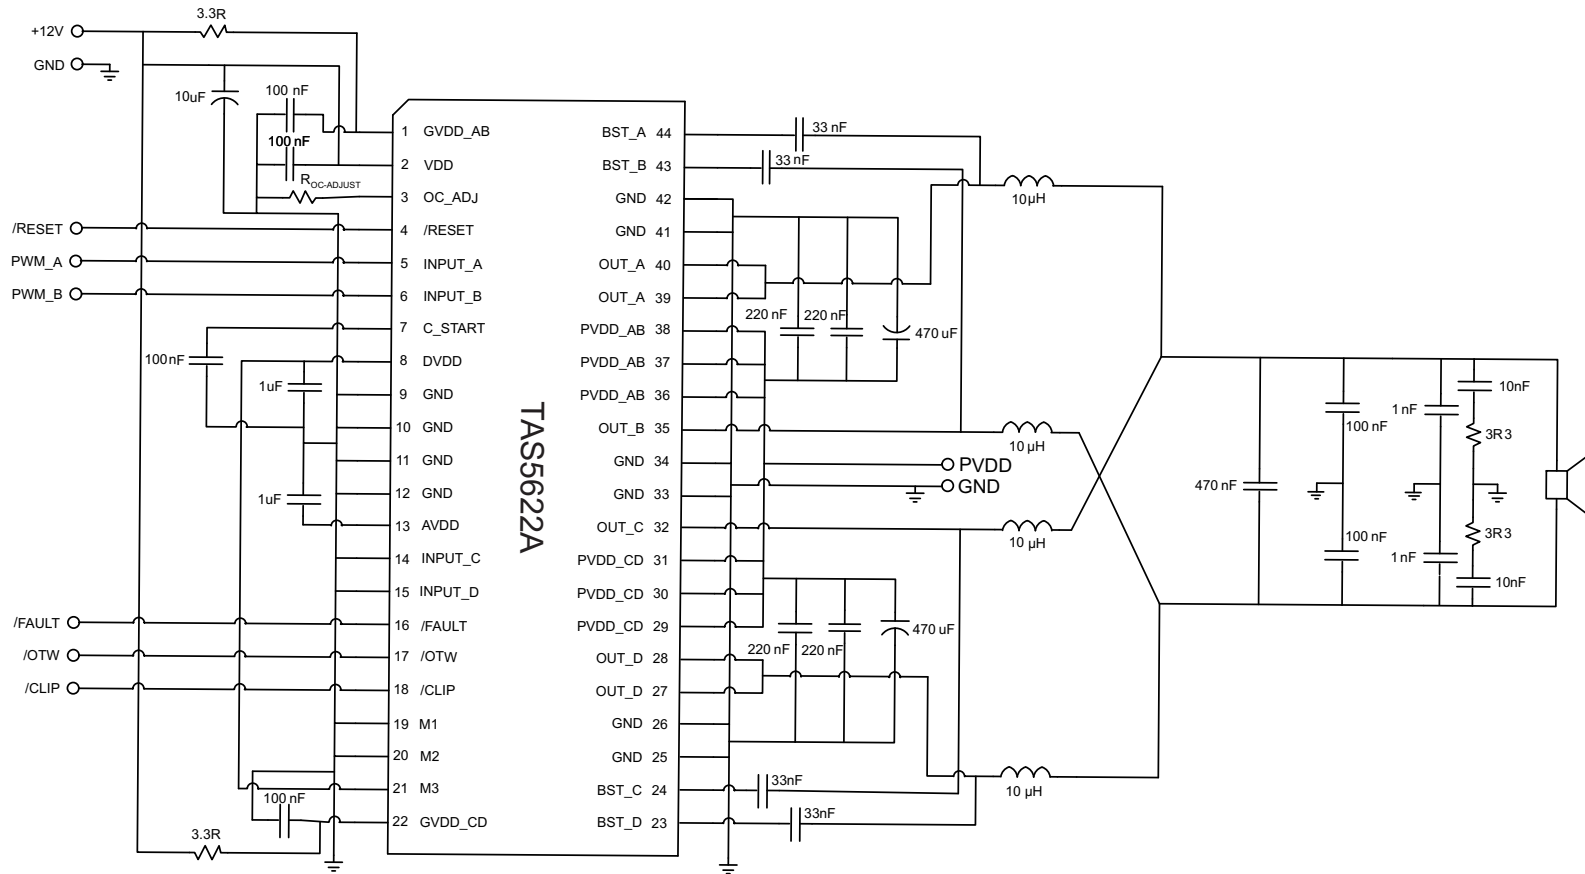 +12V
3.3R
GND
10uF
100 nF
100 nF
R OC-ADJUST
/RESET
PWM_A
PWM_B
100 nF
1uF
1uF
/FAULT
/OTW
/CLIP
100 nF
3.3R
1 GVDD_AB
2 VDD
3 OC_ADJ
4 /RESET
5 INPUT_A
6 INPUT_B
7 C_START
8 DVDD
9 GND
10 GND
11 GND
12 GND
13 AVDD
14 INPUT_C
15 INPUT_D
16 /FAULT
17 /OTW
18 /CLIP
19 M1
20 M2
21 M3
22 GVDD_CD
TAS5622A
BST_A 44
BST_B 43
GND 42
GND 41
OUT_A 40
OUT_A 39
PVDD_AB 38
PVDD_AB 37
PVDD_AB 36
OUT_B 35
GND 34
GND 33
OUT_C 32
PVDD_CD 31
PVDD_CD 30
PVDD_CD 29
OUT_D 28
OUT_D 27
GND 26
GND 25
BST_C 24
BST_D 23
33 nF
33 nF
10 µH
220 nF
220 nF
470 uF
10 µH
PVDD
GND
10 µH
470 uF
220 nF
220 nF
33nF
10 µH
33nF
470 nF
100 nF
100 nF
1 nF
1 nF
10nF
3R3
3R3
10nF